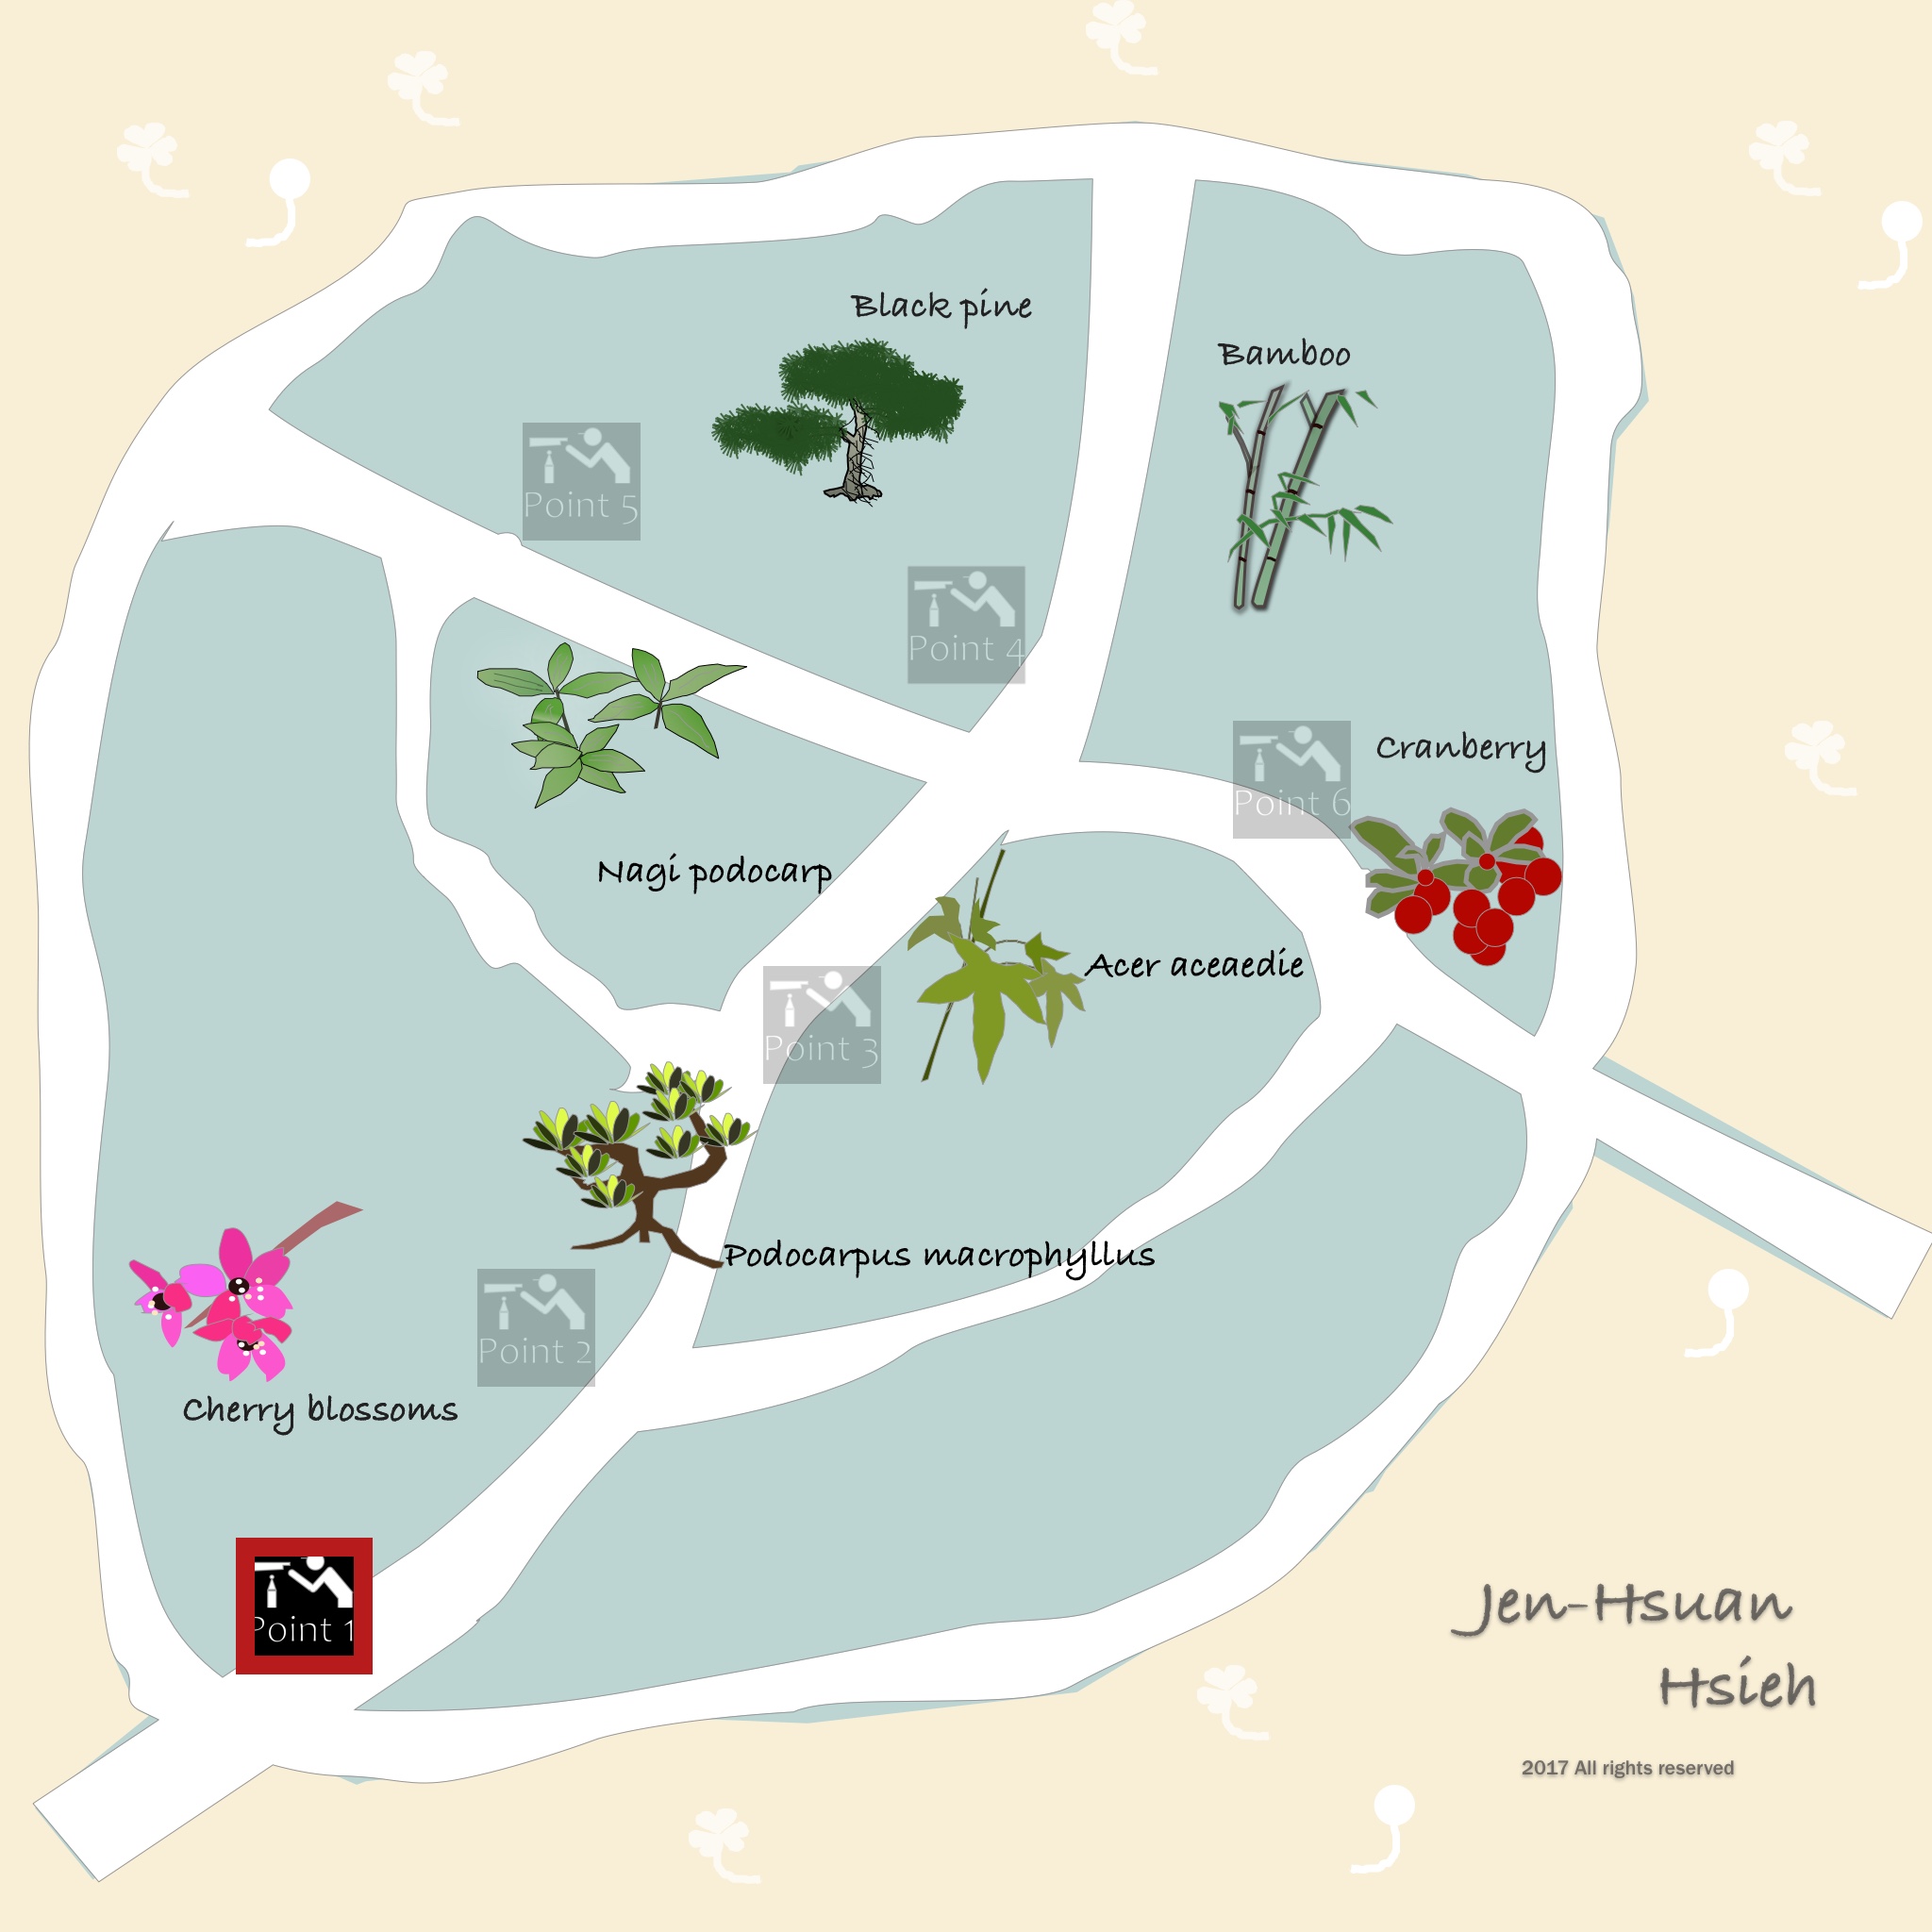 Black pine
Bamboo
Point 5
Point 4
Cranberry
Point 6
Nagi podocarp
Acer aceaedie
Point 3
Podocarpus macrophyllus
Point 2
Cherry blossoms
Point 1
Jen-Hsuan
Hsieh
2017 All rights reserved